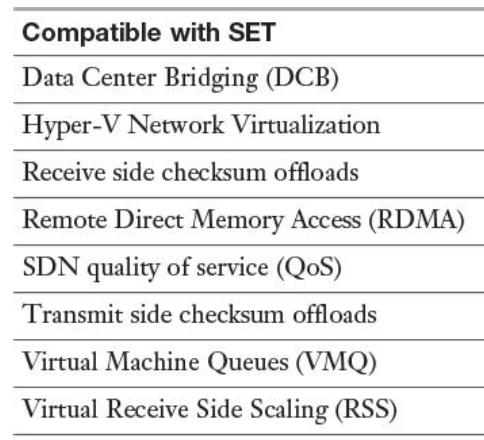 Compatible with SET
Data Center Bridging (DCB)
Hyper-V Network Virtualization
Receive side checksum offloads
Remote Direct Memory Access (RDMA)
SDN quality of service (QoS)
Transmit side checksum offloads
Virtual Machine Queues (VMQ)
Virtual Receive Side Scaling (RSS)